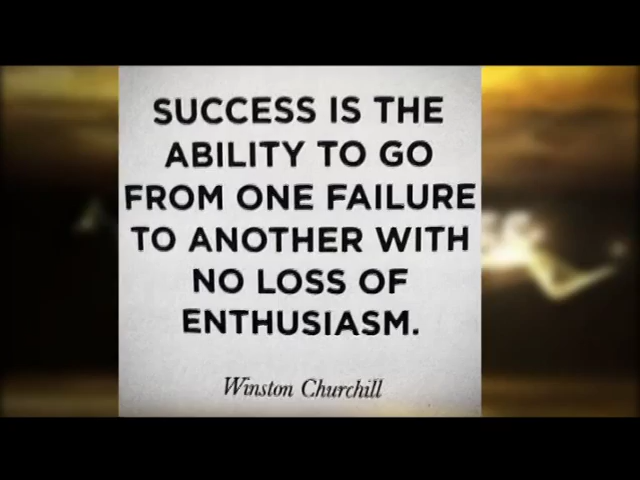 SUCCESS IS THE
ABILITY TO GO
FROM ONE FAILURE
TO ANOTHER WITH
NO LOSS OF
ENTHUSIASM.
Winston Churchill